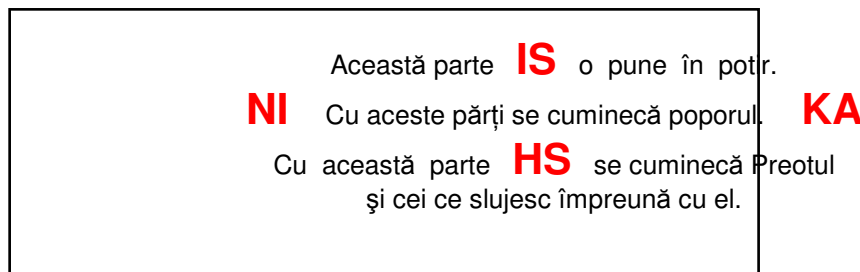 Această parte IS o pune în potir.
NI Cu aceste părți se cuminecă poporul. KA
Cu această parte HS se cuminecă Preotul
şi cei ce slujesc împreună cu el.